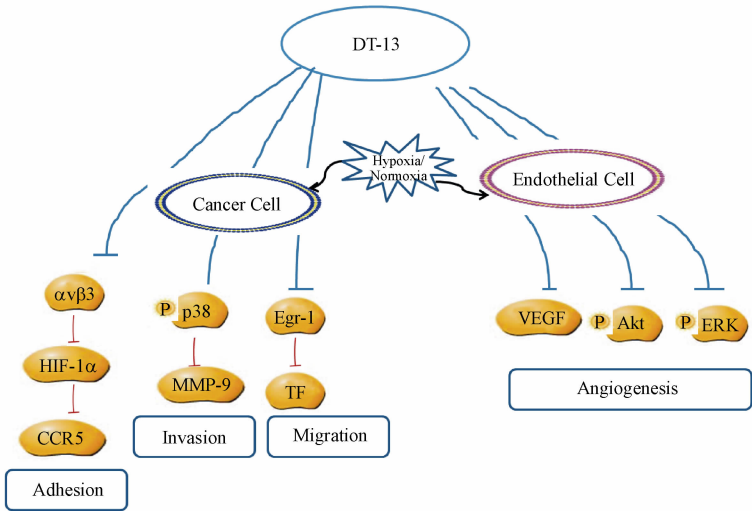 DT-13
Hypoxia/
Nomoxia
Cancer Cell
Endothelial Cell
αvβ3
P
p38
Egr-1
VEGF
P
Akt
P
ERK
HIF-1α
MMP-9
TF
Angiogenesis
CCR5
Invasion
Migration
Adhesion